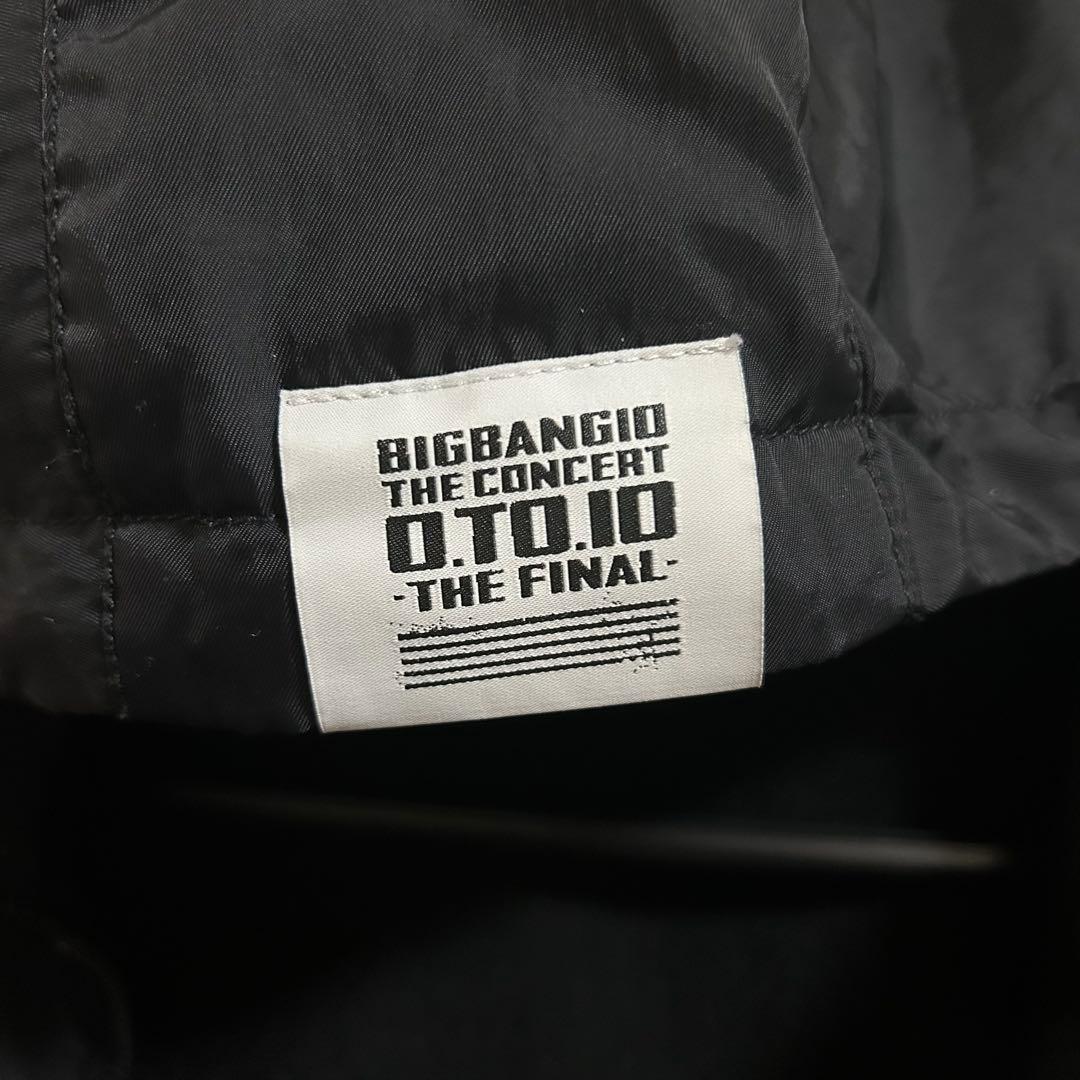 BIGBANG10
THE CONCERT
0.TO.10
-THE FINAL-